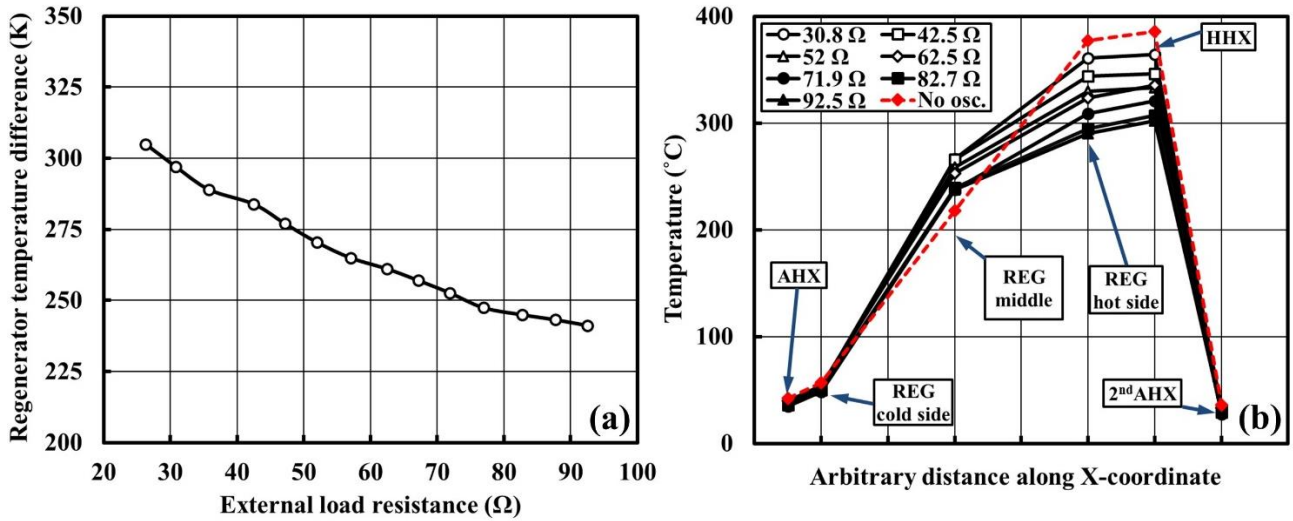 Regenerator temperature difference (K)
350
325
300
275
250
225
200
20 30 40 50 60 70 80 90 100
External load resistance (Ω)
(a)
Temperature (˚C)
400
300
200
100
0
30.8 Ω 42.5 Ω
52 Ω 62.5 Ω
71.9 Ω 82.7 Ω
92.5 Ω No osc.
HHX
AHX
REG
middle
REG
hot side
REG
cold side
2nd AHX
(b)
Arbitrary distance along X-coordinate